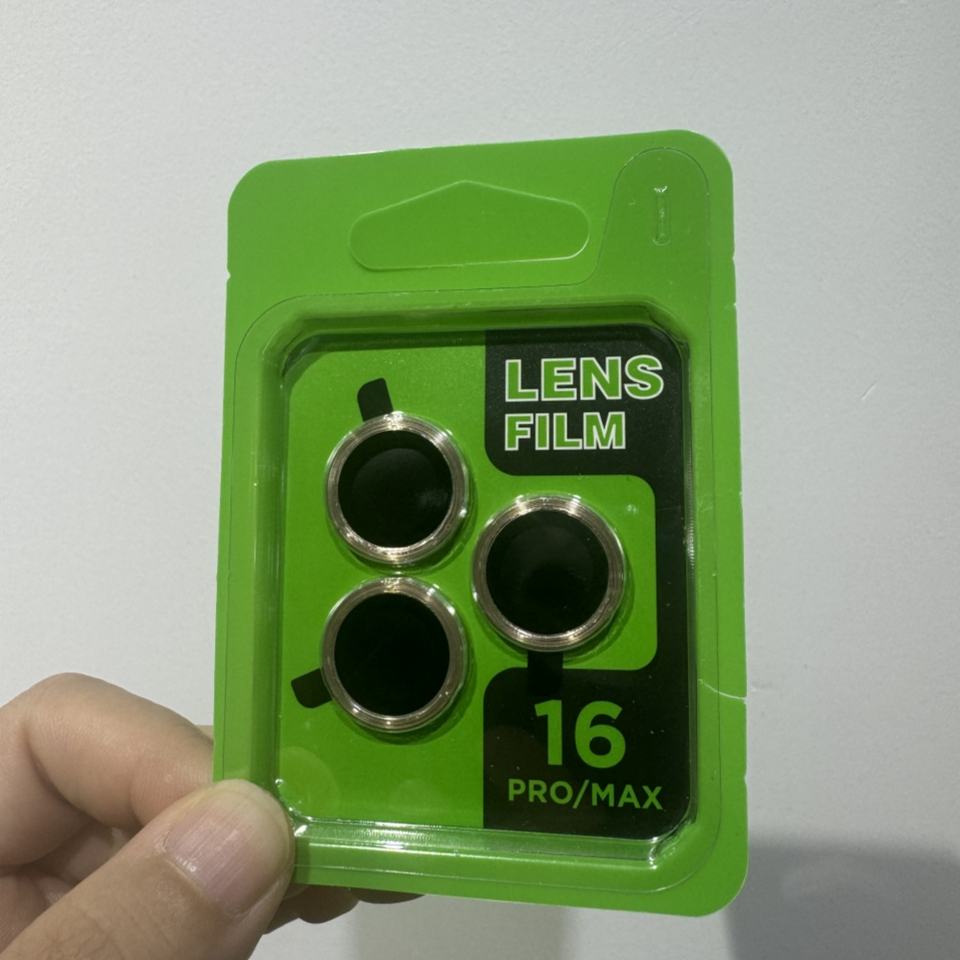 LENS
FILM
16
PRO/MAX